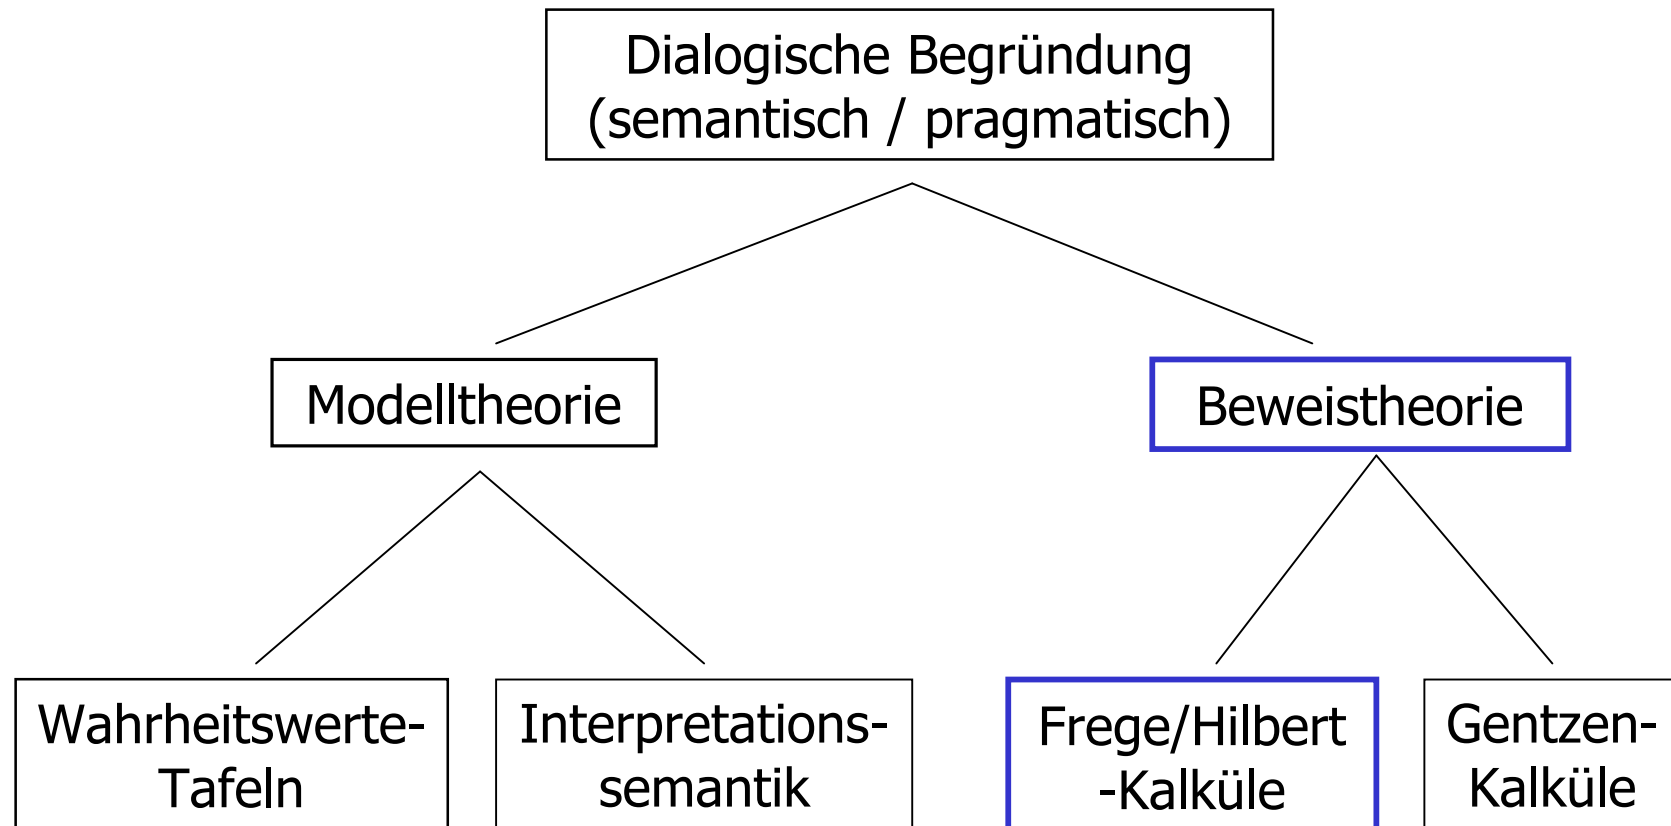 Dialogische Begründung
(semantisch / pragmatisch)
Modelltheorie
Beweistheorie
Wahrheitswerte-
Tafeln
Interpretations-
semantik
Frege/Hilbert
-Kalküle
Gentzen-
Kalküle